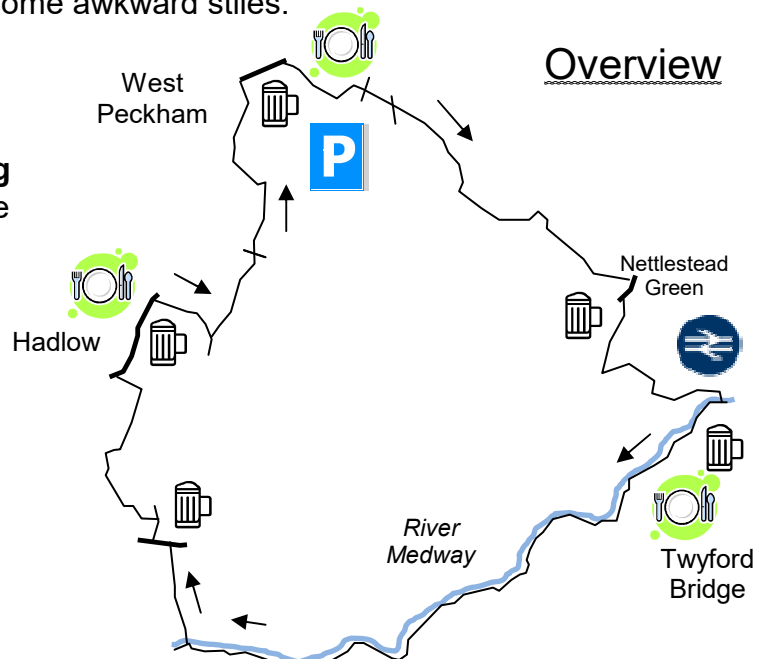 ome awkward stiles.
Overview
West
Peckham
P
g
e
Nettlestead
Green
Hadlow
River
Medway
Twyford
Bridge